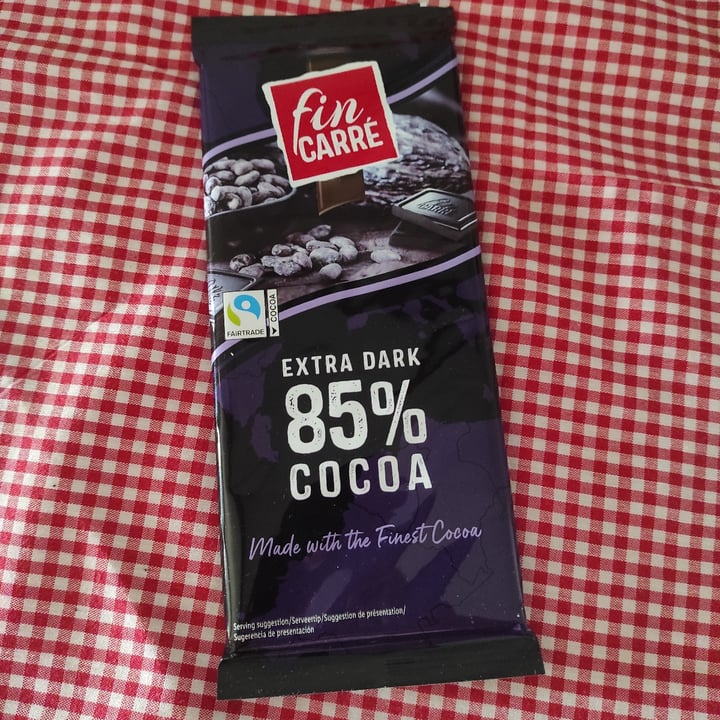 fin
CARRÉ
FAIRTRADE
COCOA
EXTRA DARK
85%
COCOA
Made with the Finest Cocoa
Serving suggestion/Serveertip/Suggestion de présentation/
Sugerencia de presentación